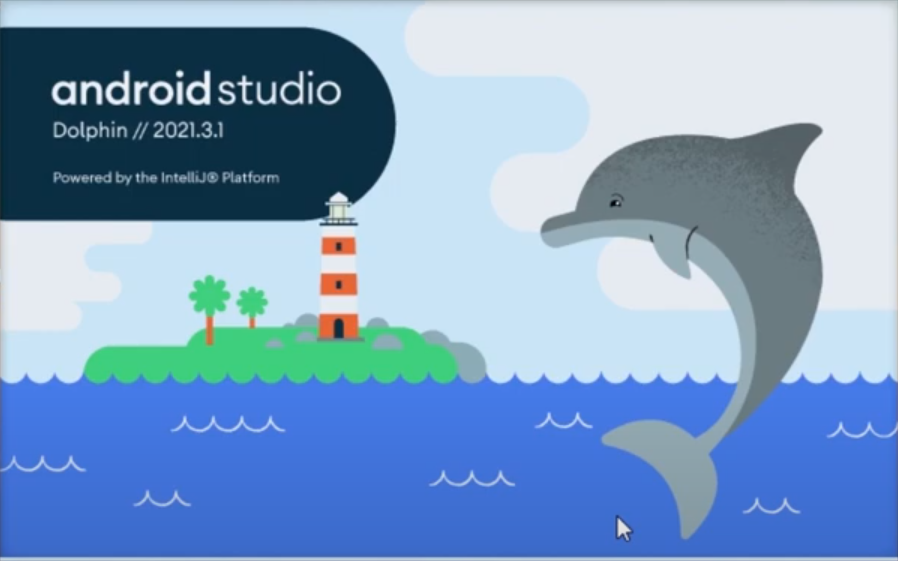 android studio
Dolphin // 2021.3.1
Powered by the IntelliJ® Platform